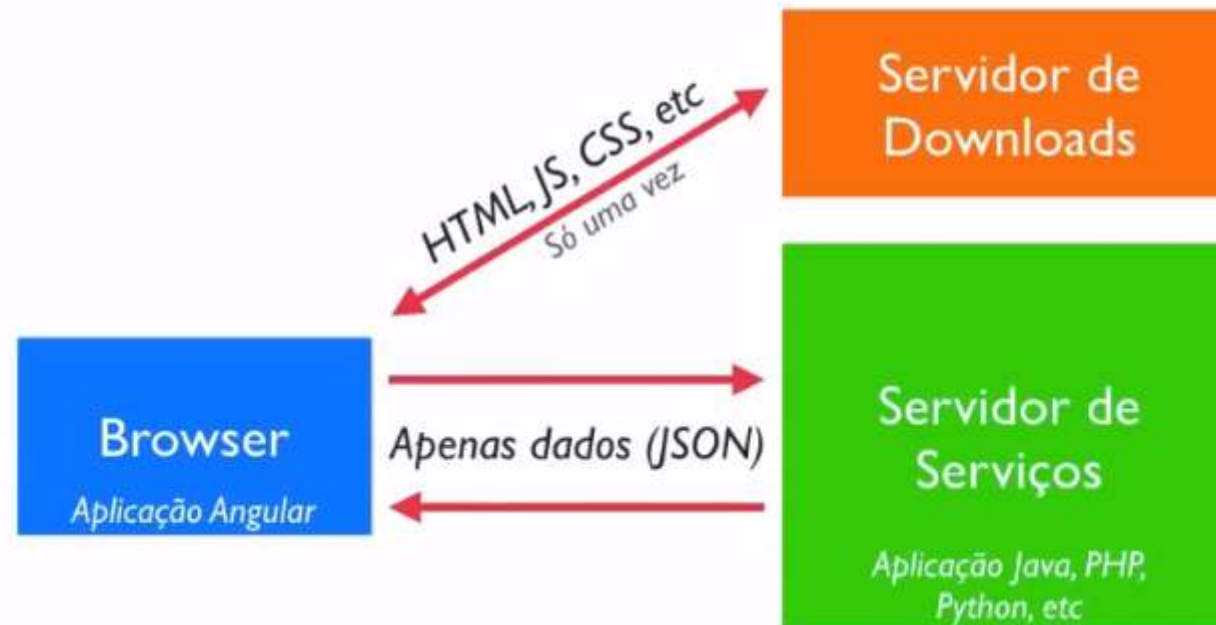 Servidor de
Downloads
HTML, JS, CSS, etc
Só uma vez
Browser
Aplicação Angular
Apenas dados (JSON)
Servidor de
Serviços
Aplicação Java, PHP,
Python, etc